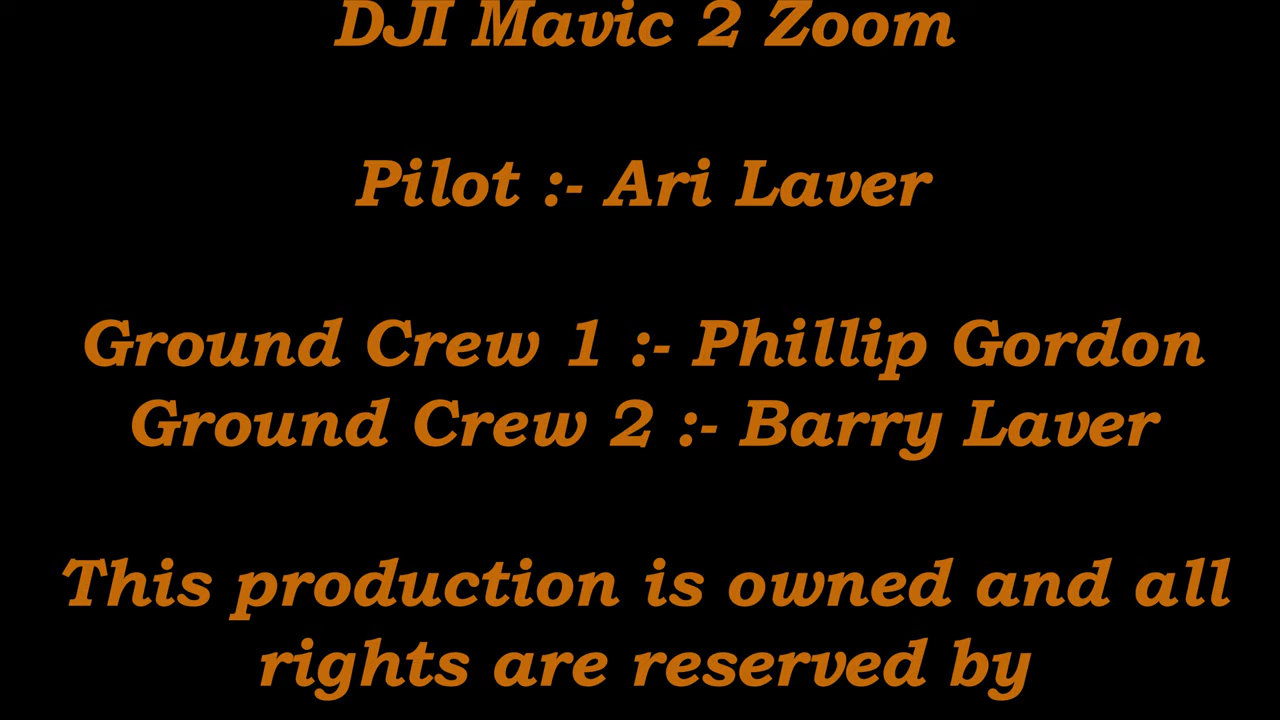 DJI Mavic 2 Zoom
Pilot :- Ari Laver
Ground Crew 1 :- Phillip Gordon
Ground Crew 2 :- Barry Laver
This production is owned and all
rights are reserved by